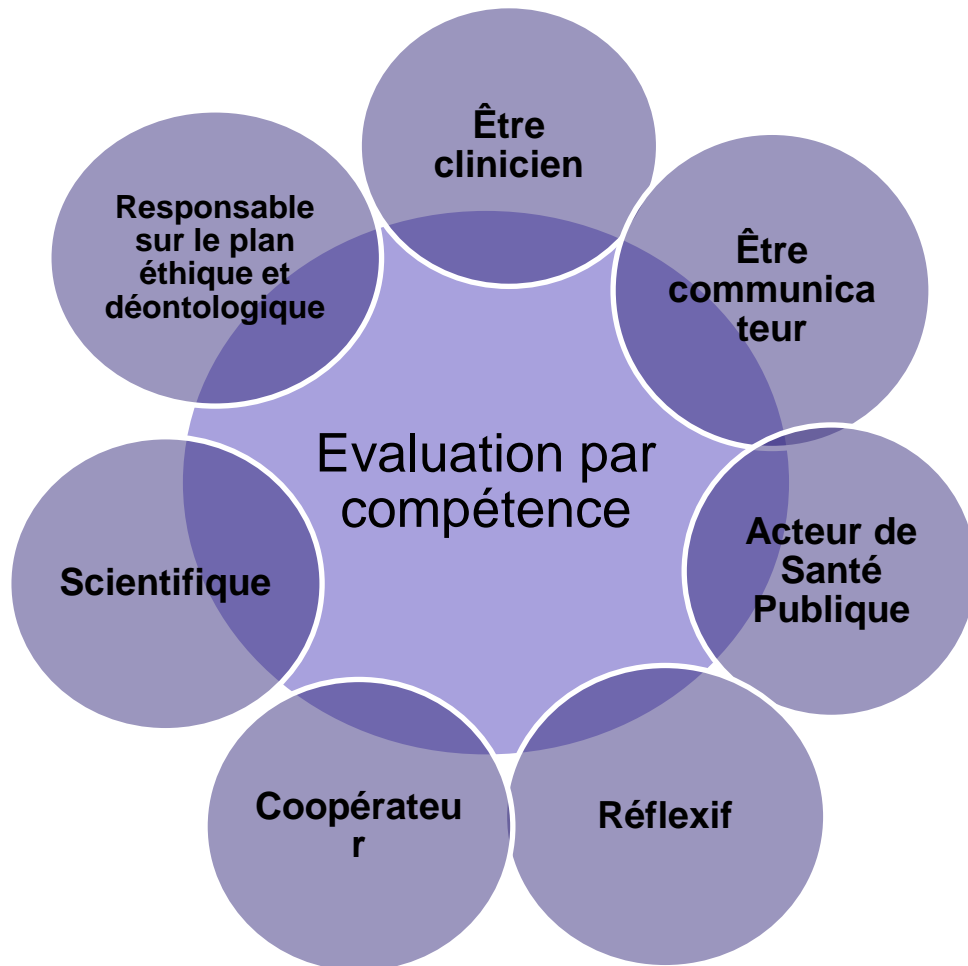 Être
clinicien
Responsable
sur le plan
éthique et
déontologique
Être
communica
teur
Evaluation par
compétence
Acteur de
Santé
Publique
Scientifique
Coopérateu
r
Réflexif